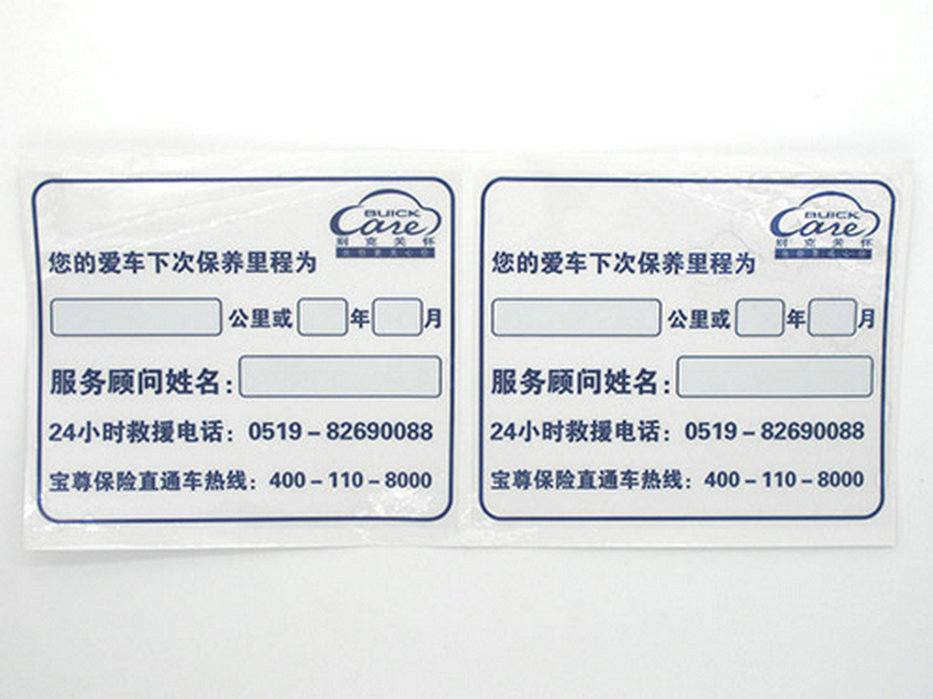 BUICK
Care
别克关怀
您的爱车下次保养里程为
公里或 年 月
服务顾问姓名:
24小时救援电话: 0519-82690088
宝尊保险直通车热线: 400-110-8000
BUICK
Care
别克关怀
您的爱车下次保养里程为
公里或 年 月
服务顾问姓名:
24小时救援电话: 0519-82690088
宝尊保险直通车热线: 400-110-8000